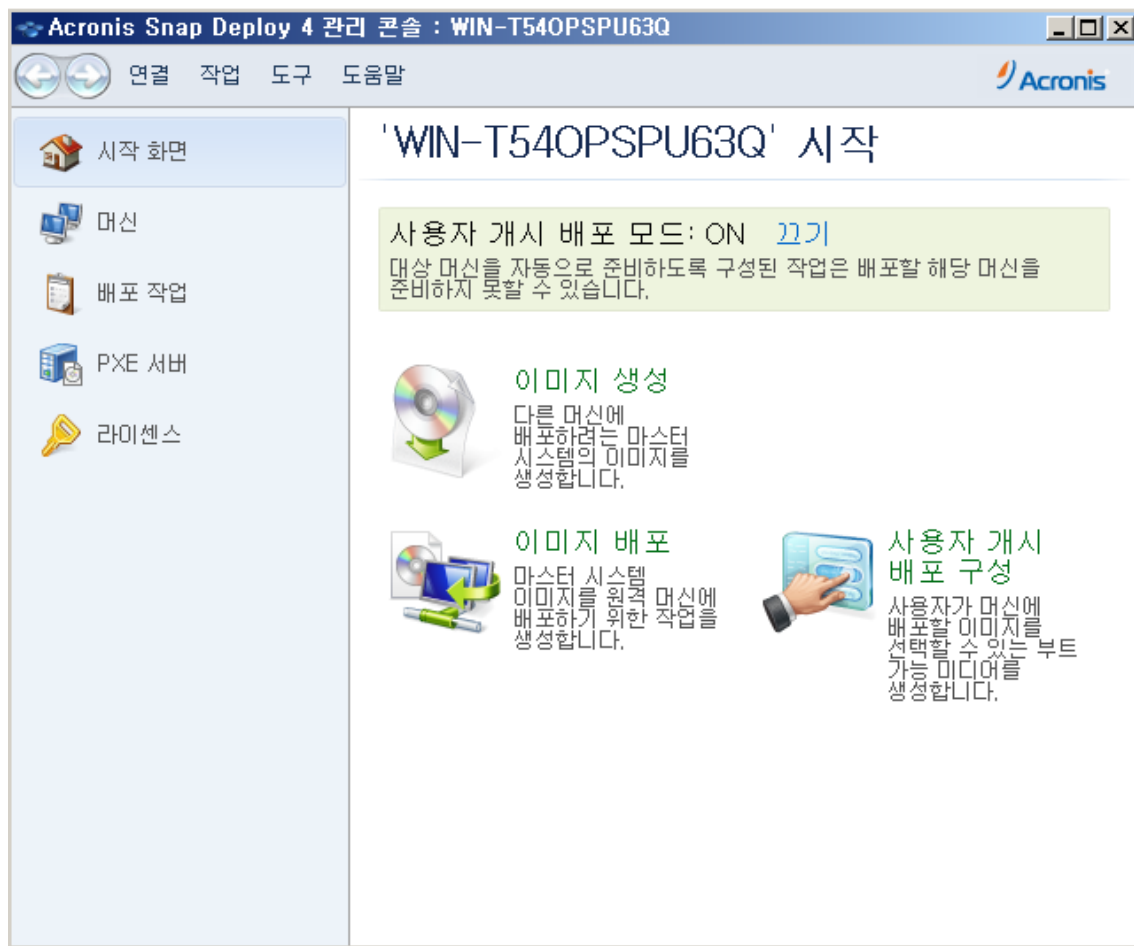 Acronis Snap Deploy 4 관리 콘솔 : WIN-T54OPSPU63Q
연결 작업 도구 도움말
Acronis
시작 화면
머신
배포 작업
PXE 서버
라이센스
'WIN-T54OPSPU63Q' 시작
사용자 개시 배포 모드: ON 끄기
대상 머신을 자동으로 준비하도록 구성된 작업은 배포할 해당 머신을
준비하지 못할 수 있습니다.
이미지 생성
다른 머신에
배포하려는 마스터
시스템의 이미지를
생성합니다.
이미지 배포
마스터 시스템
이미지를 원격 머신에
배포하기 위한 작업을
생성합니다.
사용자 개시
배포 구성
사용자가 머신에
배포할 이미지를
선택할 수 있는 부트
가능 미디어를
생성합니다.